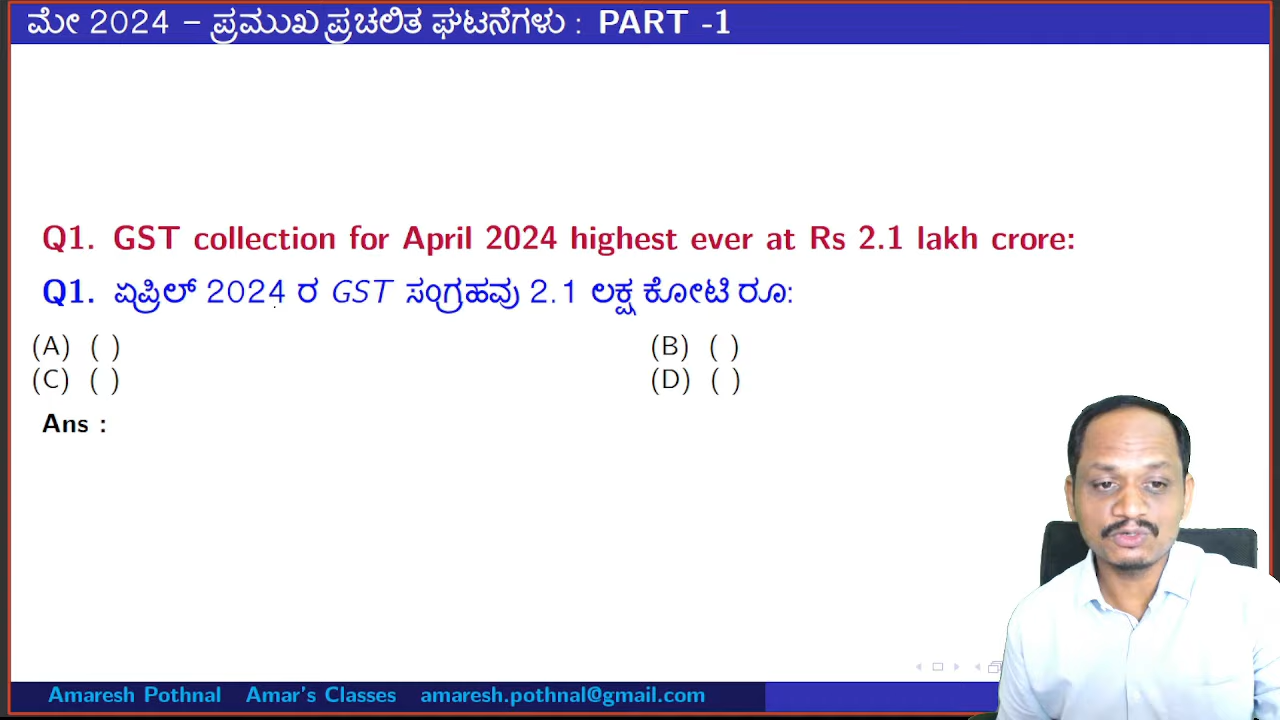 ಮೇ 2024 – ಪ್ರಮುಖ ಪ್ರಚಲಿತ ಘಟನೆಗಳು : PART -1
Q1. GST collection for April 2024 highest ever at Rs 2.1 lakh crore:
Q1. ಏಪ್ರಿಲ್ 2024 ರ GST ಸಂಗ್ರಹವು 2.1 ಲಕ್ಷ ಕೋಟಿ ರೂ:
(A) ( ) (B) ( )
(C) ( ) (D) ( )
Ans :
Amaresh Pothnal Amar's Classes amaresh.pothnal@gmail.com